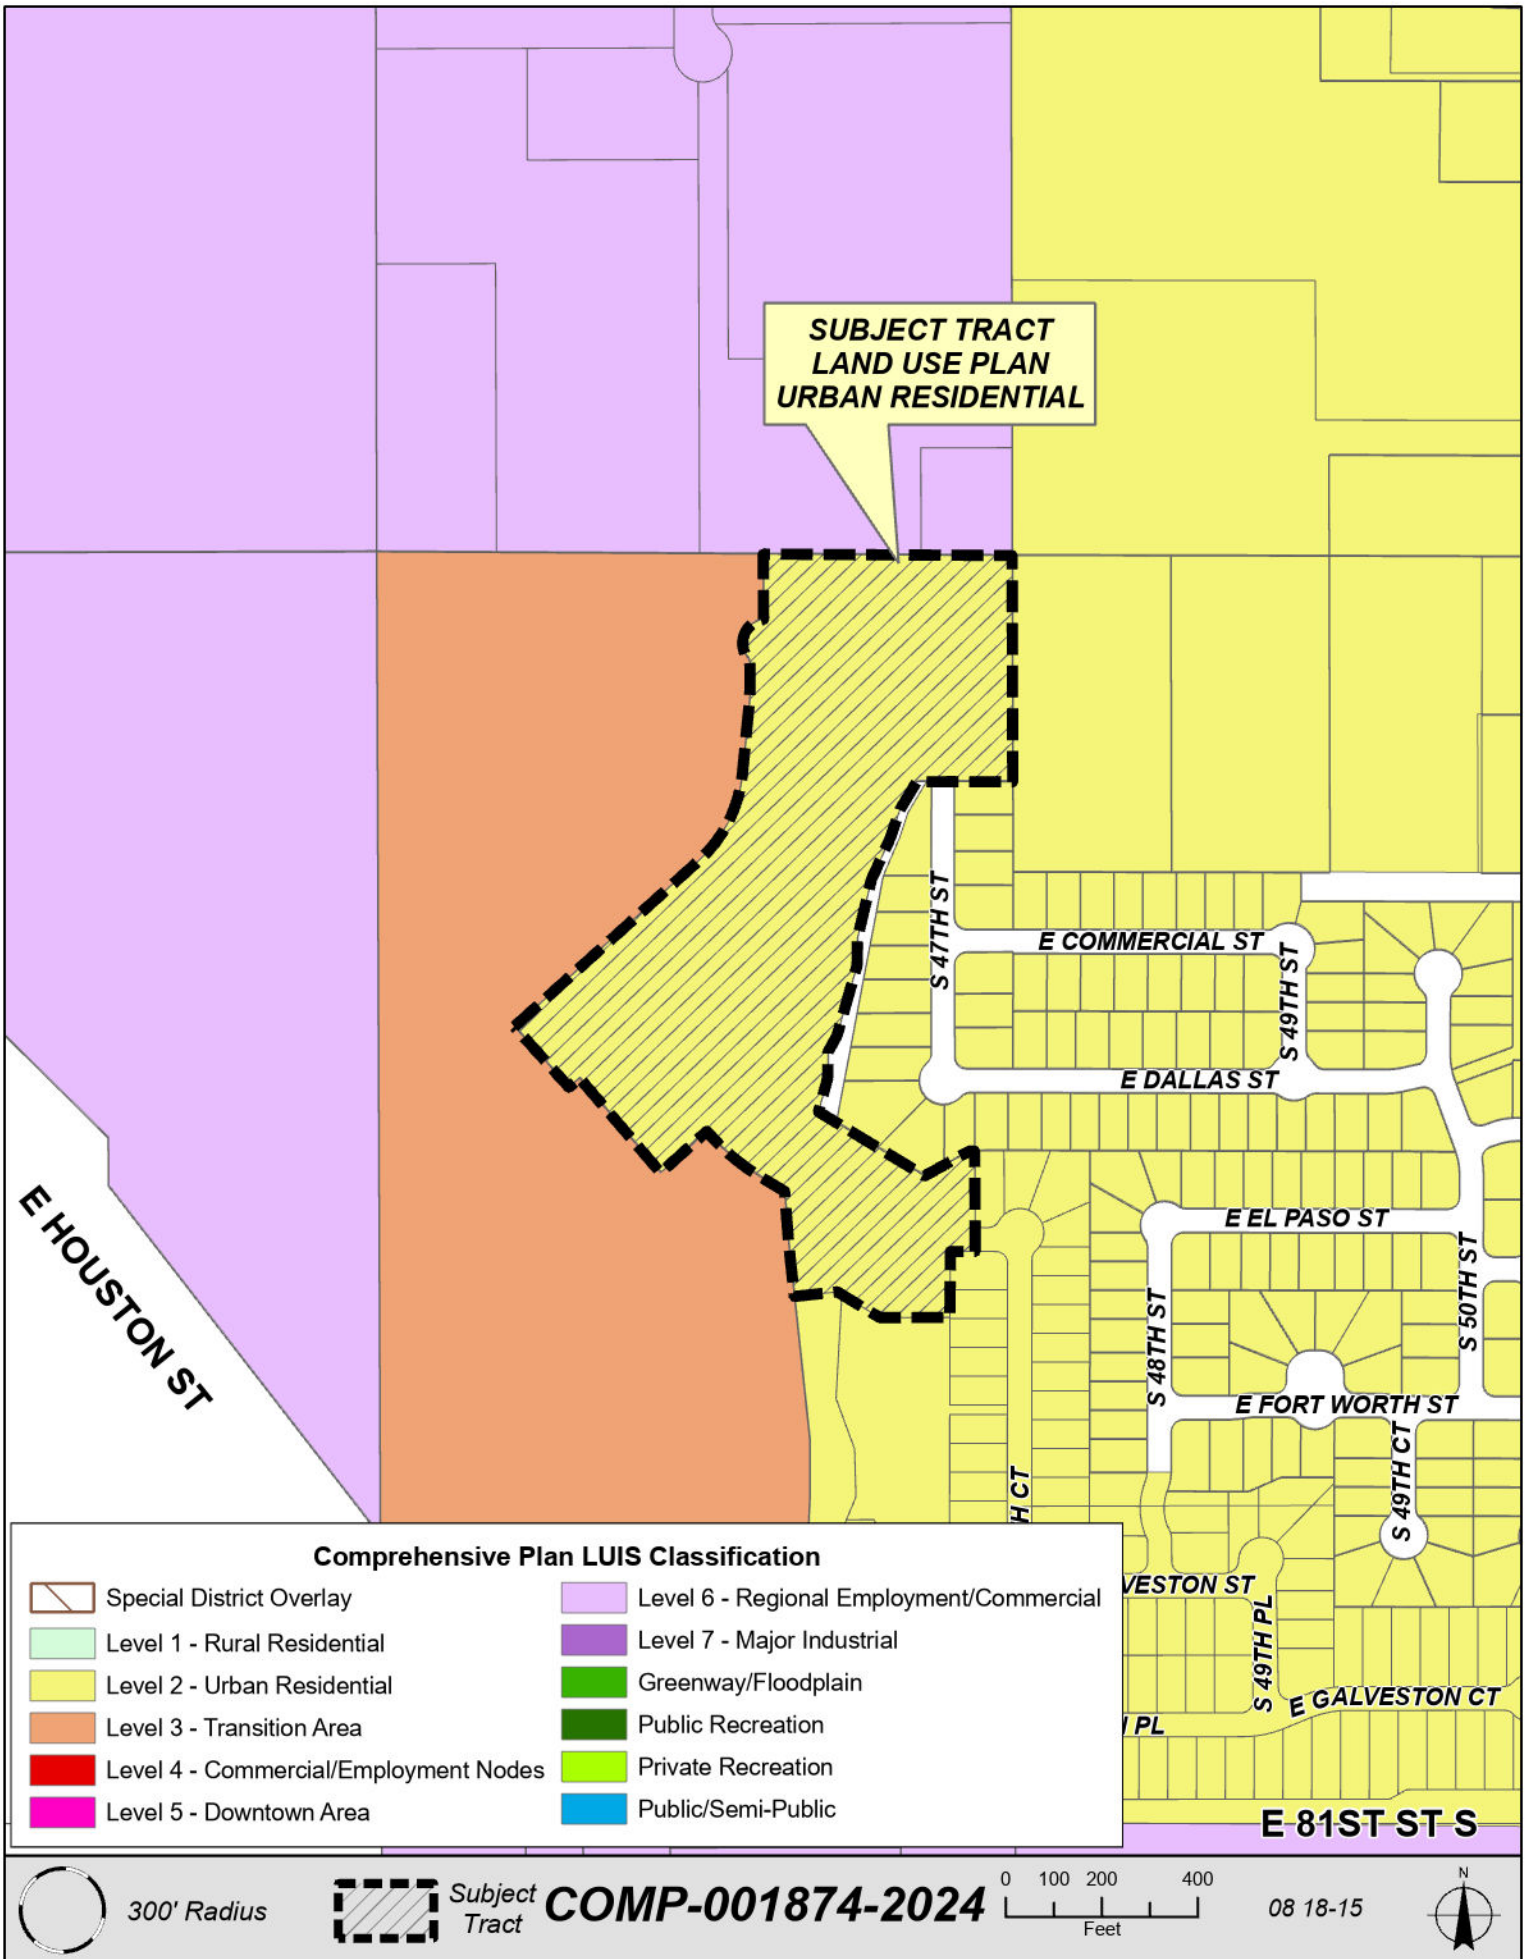 SUBJECT TRACT
LAND USE PLAN
URBAN RESIDENTIAL
S 47TH ST
E COMMERCIAL ST
S 49TH ST
E DALLAS ST
E HOUSTON ST
E EL PASO ST
S 50TH ST
S 48TH ST
E FORT WORTH ST
S 49TH CT
H CT
VESTON ST
S 49TH PL
E GALVESTON CT
PL
E 81ST ST S
Comprehensive Plan LUIS Classification
Special District Overlay
Level 1 - Rural Residential
Level 2 - Urban Residential
Level 3 - Transition Area
Level 4 - Commercial/Employment Nodes
Level 5 - Downtown Area
Level 6 - Regional Employment/Commercial
Level 7 - Major Industrial
Greenway/Floodplain
Public Recreation
Private Recreation
Public/Semi-Public
300' Radius
Subject
Tract
COMP-001874-2024
0 100 200 400
Feet
08 18-15
N